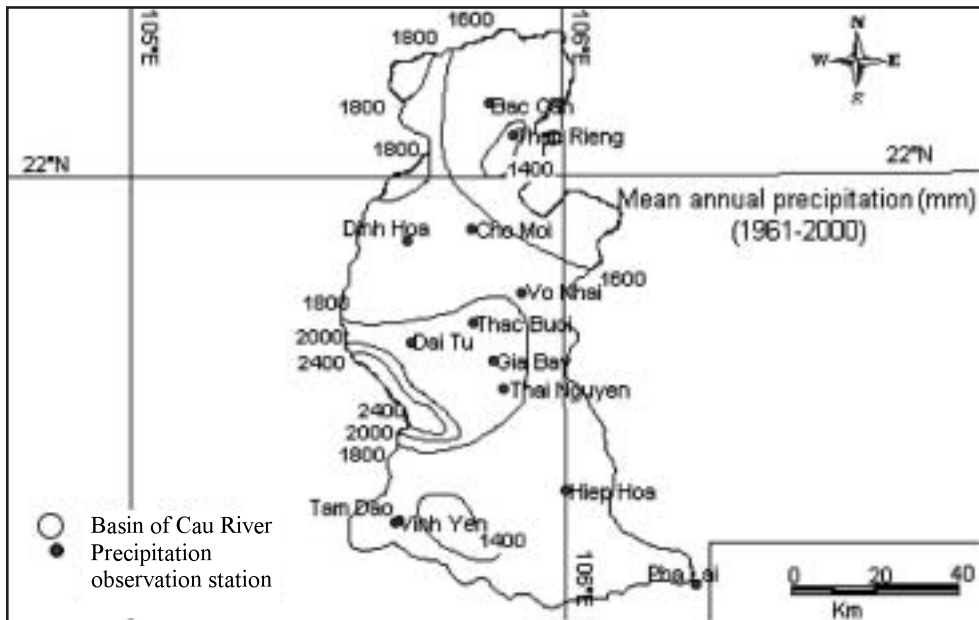 105°E
1600
106°E
1800
W E
S
1800
Bac Can
Thac Rieng
1800
22°N
1400
22°N
Mean annual precipitation (mm)
(1961-2000)
Dinh Hoa
Cho Moi
1600
Vo Nhai
1800
Thac Buoi
2000
Dai Tu
2400
Gia Bay
Thai Nguyen
2400
2000
1800
Hiep Hoa
Tam Dao
Vinh Yen
1400
Basin of Cau River
Precipitation
observation station
106°E
Pha Lai
0 20 40
Km